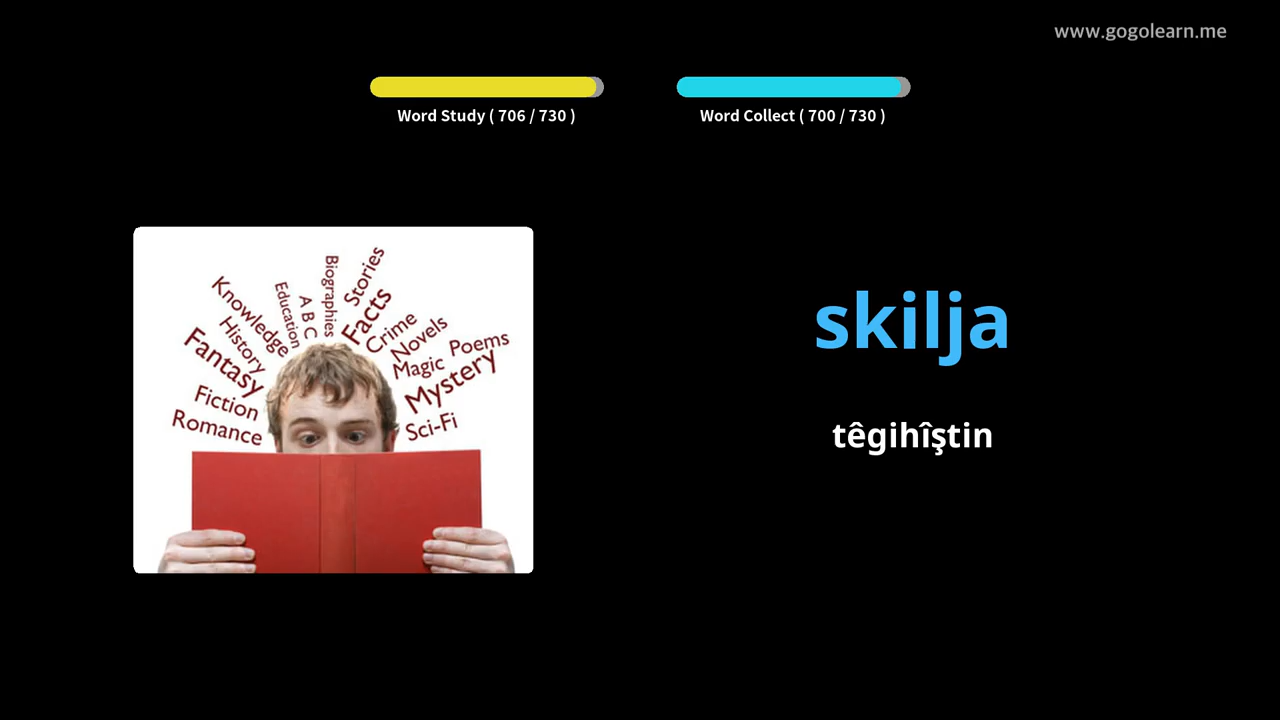 www.gogolearn.me
Word Study ( 706 / 730 )
Word Collect ( 700 / 730 )
Knowledge
History
Fantasy
Fiction
Romance
Education
A B C
Biographies
Stories
Facts
Crime
Novels
Magic
Poems
Mystery
Sci-Fi
skilja
têgihîştin